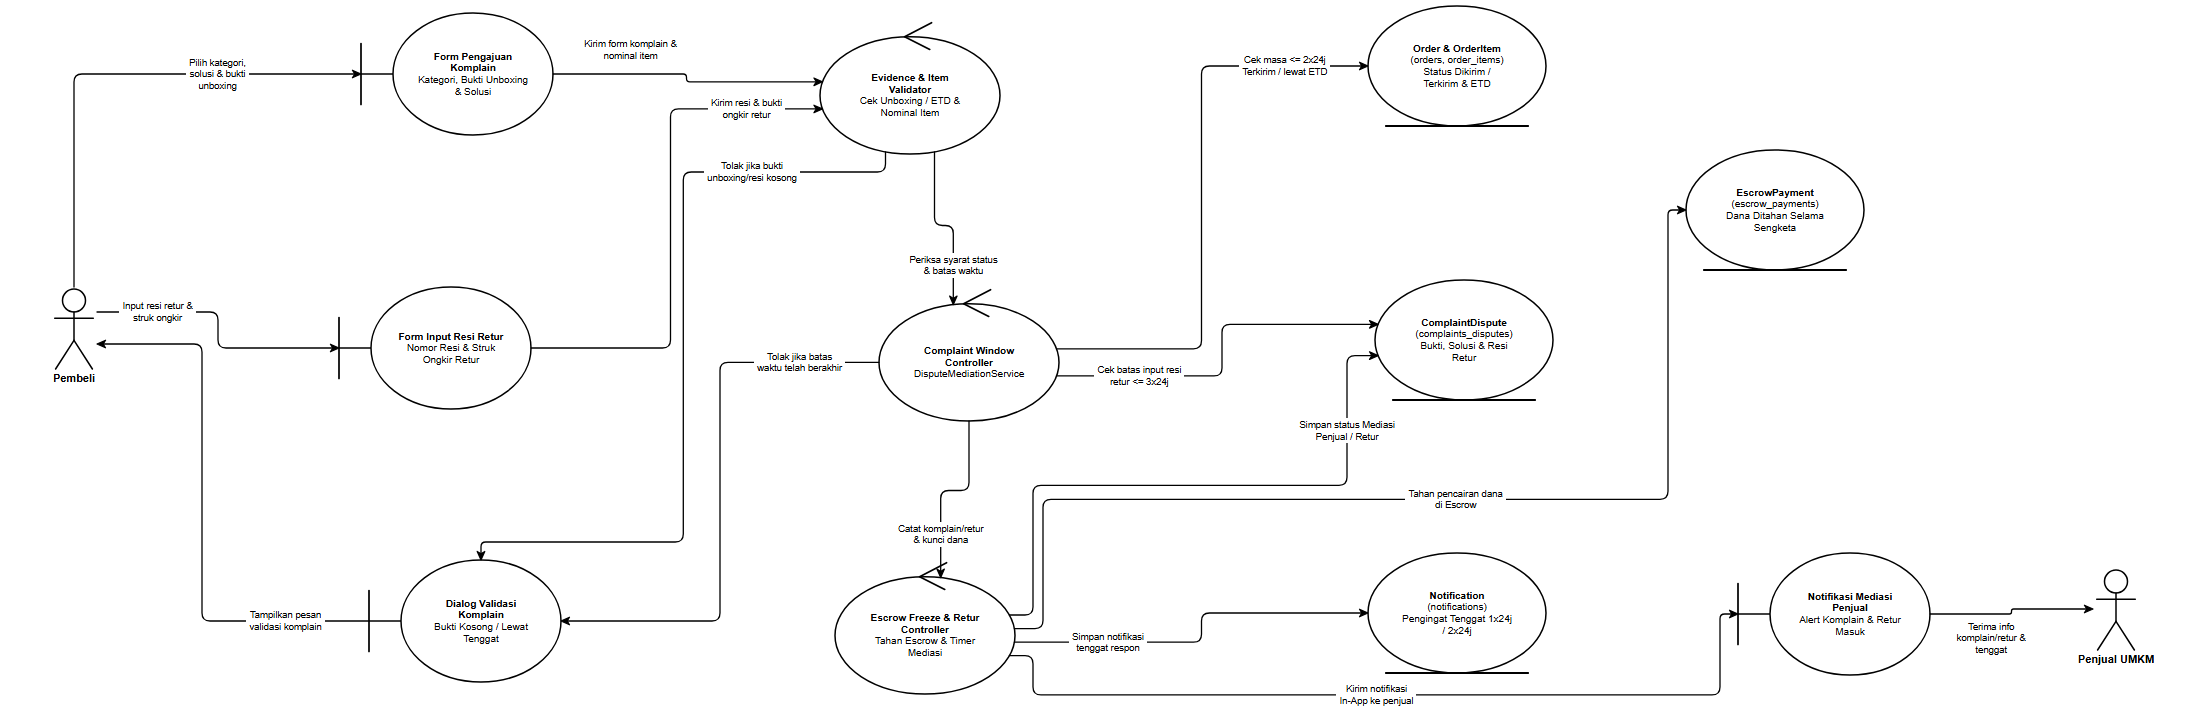 Pilih kategori,
solusi & bukti
unboxing
Form Pengajuan
Komplain
Kategori, Bukti Unboxing
& Solusi
Kirim form komplain &
nominal item
Evidence & Item
Validator
Cek Unboxing / ETD &
Nominal Item
Kirim resi & bukti
ongkir retur
Tolak jika bukti
unboxing/resi kosong
Cek masa <= 2x24j
Terkirim / lewat ETD
Order & OrderItem
(orders, order_items)
Status Dikirim /
Terkirim & ETD
EscrowPayment
(escrow_payments)
Dana Ditahan Selama
Sengketa
Periksa syarat status
& batas waktu
Input resi retur &
struk ongkir
Pembeli
Form Input Resi Retur
Nomor Resi & Struk
Ongkir Retur
Tolak jika batas
waktu telah berakhir
Complaint Window
Controller
DisputeMediationService
Cek batas input resi
retur <= 3x24j
ComplaintDispute
(complaints_disputes)
Bukti, Solusi & Resi
Retur
Simpan status Mediasi
Penjual / Retur
Tahan pencairan dana
di Escrow
Catat komplain/retur
& kunci dana
Tampilkan pesan
validasi komplain
Dialog Validasi
Komplain
Bukti Kosong / Lewat
Tenggat
Escrow Freeze & Retur
Controller
Tahan Escrow & Timer
Mediasi
Simpan notifikasi
tenggat respon
Notification
(notifications)
Pengingat Tenggat 1x24j
/ 2x24j
Kirim notifikasi
In-App ke penjual
Notifikasi Mediasi
Penjual
Alert Komplain & Retur
Masuk
Terima info
komplain/retur &
tenggat
Penjual UMKM